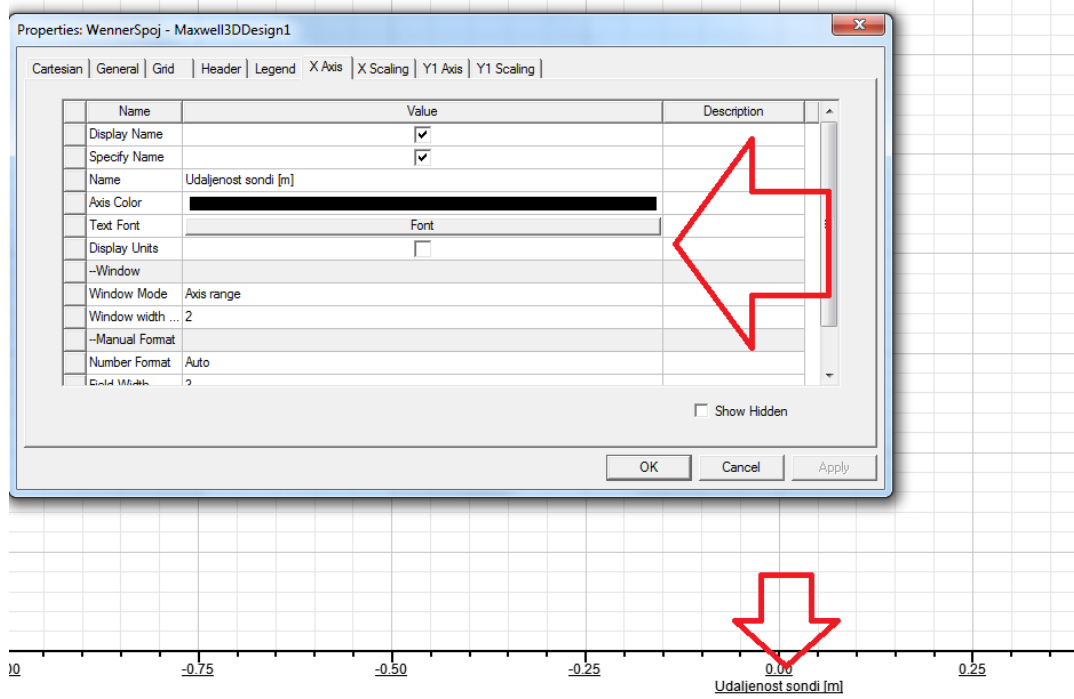 Properties: WennerSpoj - Maxwell3DDesign1
x
Cartesian General Grid Header Legend X Axis X Scaling Y1 Axis Y1 Scaling
Name Value Description
Display Name
Specify Name
Name Udaljenost sondi [m]
Axis Color
Text Font Font
Display Units
--Window
Window Mode Axis range
Window width ... 2
--Manual Format
Number Format Auto
Field Width
Show Hidden
OK Cancel Apply
-0.75 -0.50 -0.25 0.00 0.25
Udaljenost sondi [m]